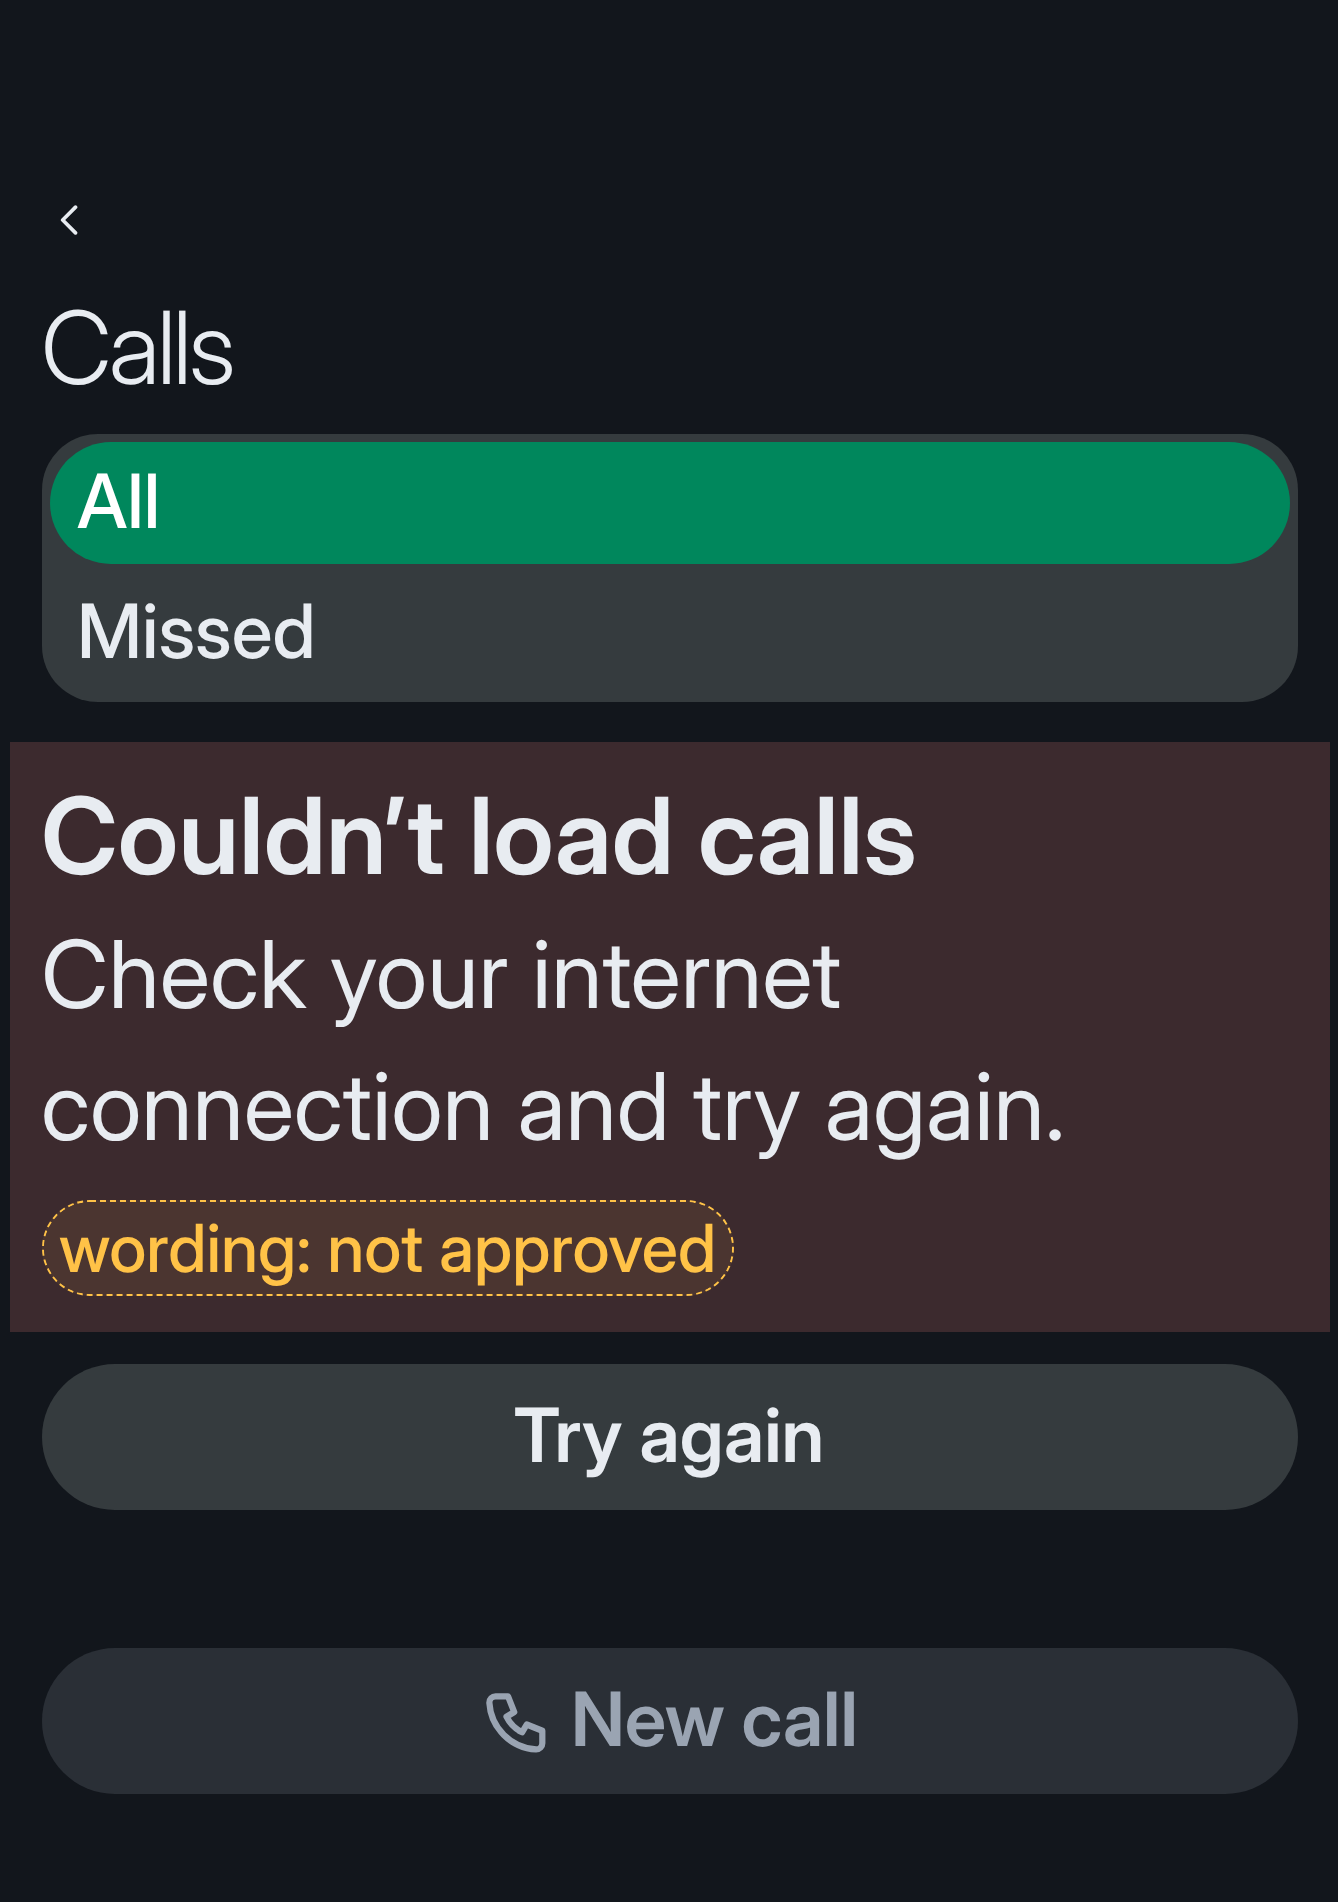 Calls
All
Missed
Couldn’t load calls
Check your internet
connection and try again.
wording: not approved
Try again
New call